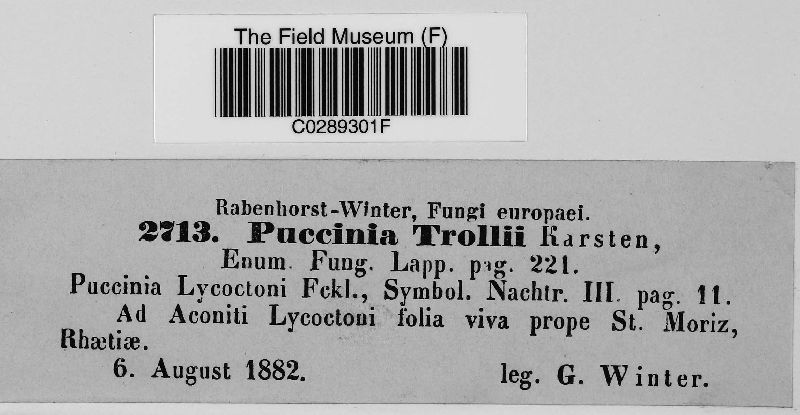 The Field Museum (F)
C0289301F
Rabenhorst-Winter, Fungi europaei.
2713. Puccinia Trollii Karsten,
Enum. Fung. Lapp. pag. 221.
Puccinia Lycoctoni Fckl., Symbol. Nachtr. III. pag. 11.
Ad Aconiti Lycoctoni folia viva prope St. Moriz,
Rhætiæ.
6. August 1882. leg. G. Winter.